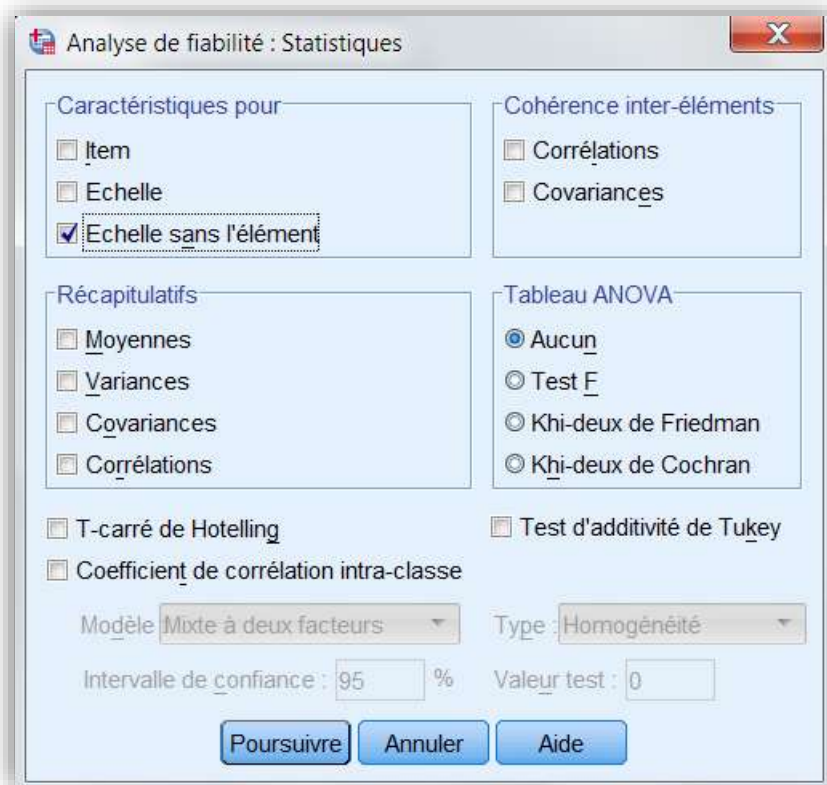 Analyse de fiabilité : Statistiques
Caractéristiques pour
Item
Echelle
Echelle sans l'élément
Cohérence inter-éléments
Corrélations
Covariances
Récapitulatifs
Moyennes
Variances
Covariances
Corrélations
Tableau ANOVA
Aucun
Test F
Khi-deux de Friedman
Khi-deux de Cochran
T-carré de Hotelling
Test d'additivité de Tukey
Coefficient de corrélation intra-classe
Modèle Mixte à deux facteurs
Type : Homogénéité
Intervalle de confiance : 95 %
Valeur test : 0
Poursuivre
Annuler
Aide